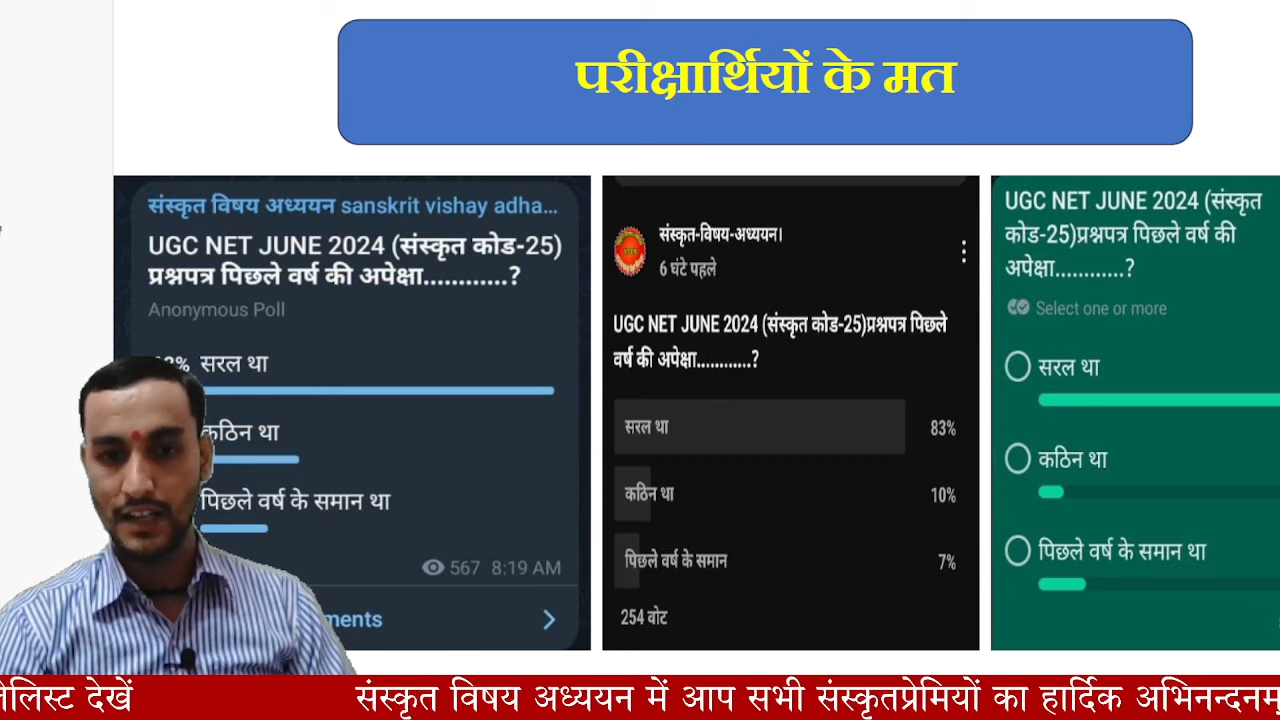 परीक्षार्थियों के मत
संस्कृत विषय अध्ययन sanskrit vishay adha...
UGC NET JUNE 2024 (संस्कृत कोड-25)
प्रश्नपत्र पिछले वर्ष की अपेक्षा............?
Anonymous Poll
सरल था
कठिन था
पिछले वर्ष के समान था
567 8:19 AM
संस्कृत-विषय-अध्ययन।
6 घंटे पहले
UGC NET JUNE 2024 (संस्कृत कोड-25)प्रश्नपत्र पिछले
वर्ष की अपेक्षा............?
सरल था 83%
कठिन था 10%
पिछले वर्ष के समान 7%
254 वोट
UGC NET JUNE 2024 (संस्कृत
कोड-25)प्रश्नपत्र पिछले वर्ष की
अपेक्षा............?
Select one or more
सरल था
कठिन था
पिछले वर्ष के समान था
देखें संस्कृत विषय अध्ययन में आप सभी संस्कृतप्रेमियों का हार्दिक अभिनन्दनम्